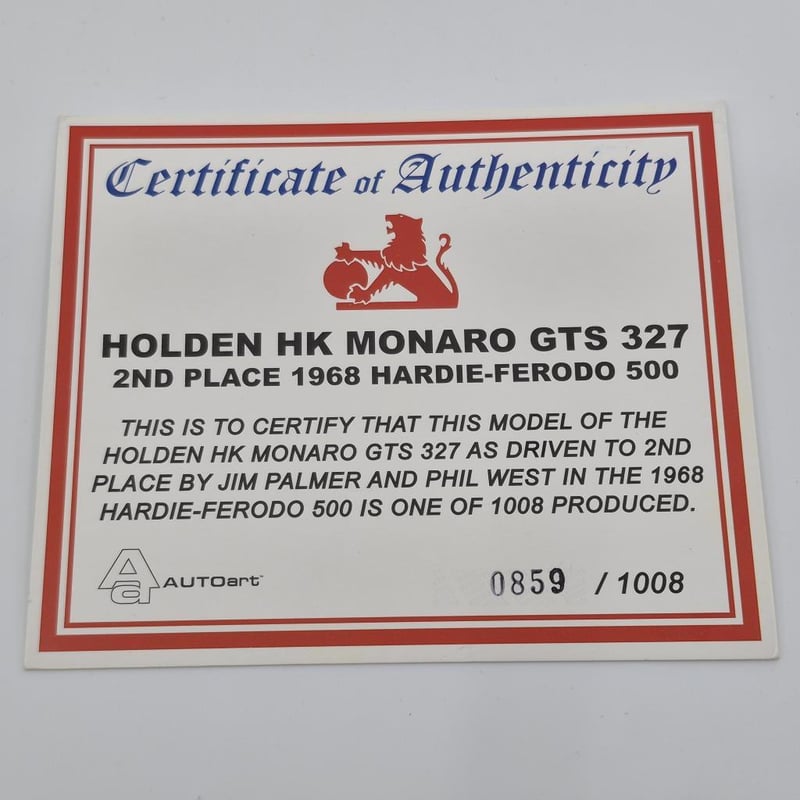 Certificate of Authenticity
HOLDEN HK MONARO GTS 327
2ND PLACE 1968 HARDIE-FERODO 500
THIS IS TO CERTIFY THAT THIS MODEL OF THE
HOLDEN HK MONARO GTS 327 AS DRIVEN TO 2ND
PLACE BY JIM PALMER AND PHIL WEST IN THE 1968
HARDIE-FERODO 500 IS ONE OF 1008 PRODUCED.
Aa AUTOart™ 0859 / 1008